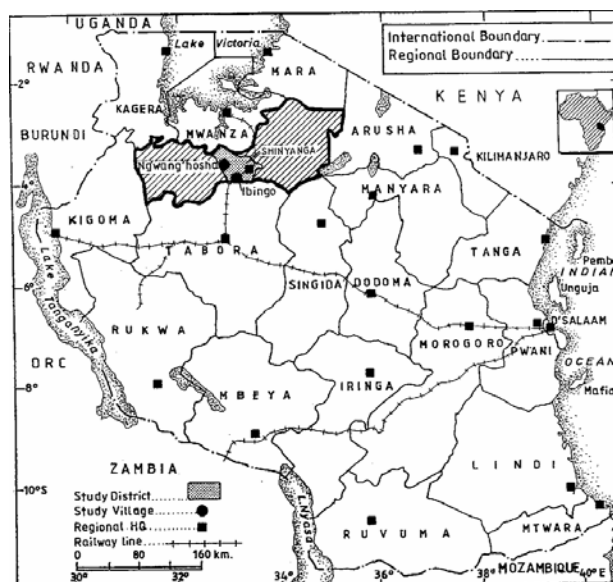 UGANDA
Lake Victoria
International Boundary
Regional Boundary
RWANDA
MARA
-2°
KAGERA
KENYA
MWANZA
BURUNDI
ARUSHA
SHINYANGA
Ngwang'hosha
KILIMANJARO
Ibingo
4°
MANYARA
KIGOMA
TABORA
TANGA
Pemb
INDIAN
SINGIDA
DODOMA
Unguja
Lake Tanganyika
6°
D'SALAAM
RUKWA
MOROGORO
PWANI
DRC
OCEAN
IRINGA
Mafia
8°
MBEYA
ZAMBIA
LINDI
Study District
Study Village
10°S
Regional HQ
L.Nyasa
Railway line
MTWARA
RUVUMA
0 80 160 km.
MOZAMBIQUE
30° 32° 34° 36° 38° 40°E